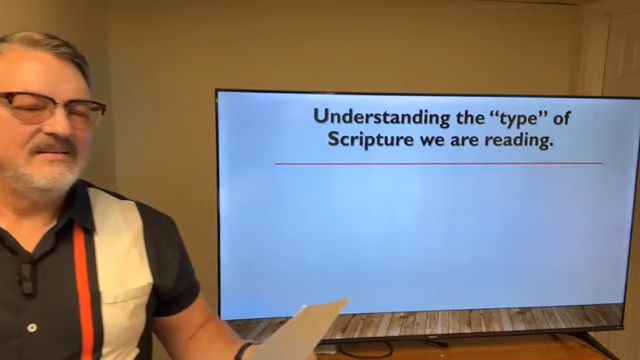 Understanding the “type” of
Scripture we are reading.